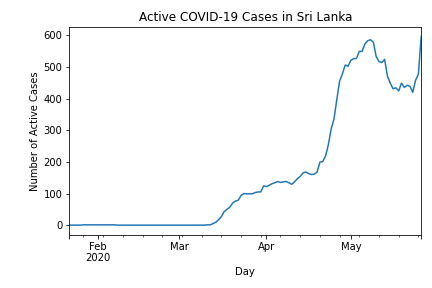 Active COVID-19 Cases in Sri Lanka
600
500
400
300
200
100
0
Number of Active Cases
Feb Mar Apr May
2020
Day